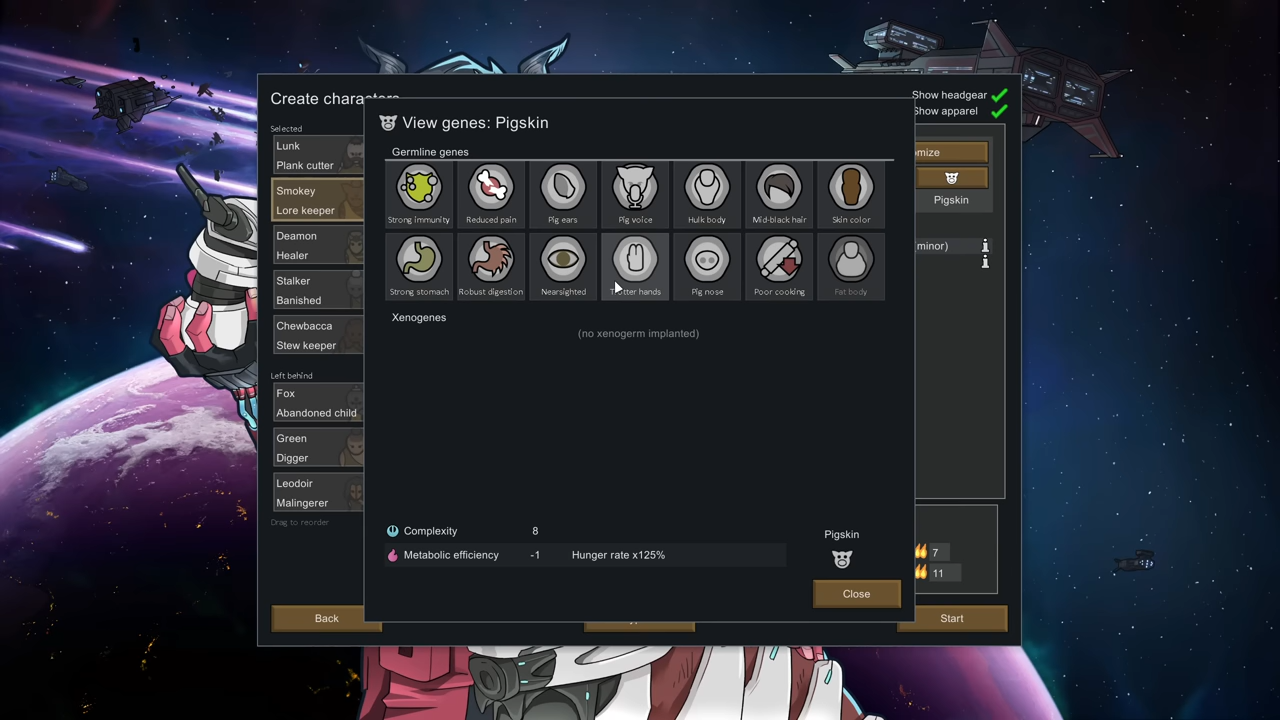 Create characters
Show headgear
Show apparel
View genes: Pigskin
Selected
Germline genes
Lunk
Plank cutter
Smokey
Lore keeper
Pigskin
Strong immunity
Reduced pain
Pig ears
Pig voice
Hulk body
Mid-black hair
Skin color
Deamon
Healer
minor)
Stalker
Banished
Strong stomach
Robust digestion
Nearsighted
Trotter hands
Pig nose
Poor cooking
Fat body
Chewbacca
Stew keeper
Xenogenes
(no xenogerm implanted)
Left behind
Fox
Abandoned child
Green
Digger
Leodoir
Malingerer
Drag to reorder
Complexity 8
Metabolic efficiency -1 Hunger rate x125%
Pigskin
7
11
Close
Back
Start